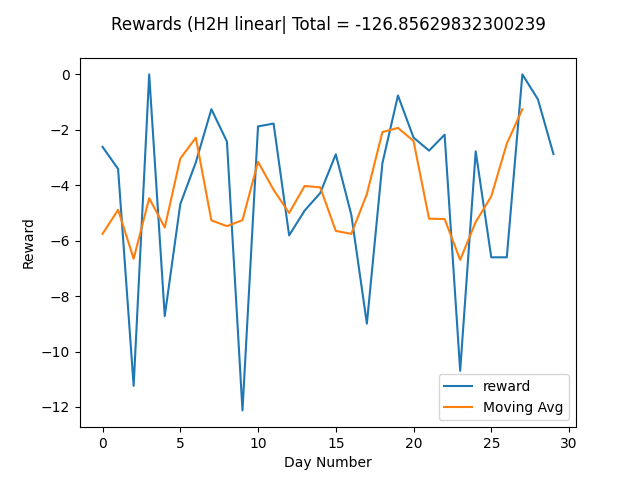 Rewards (H2H linear| Total = -126.85629832300239
0
−2
−4
−6
−8
−10
−12
Reward
0 5 10 15 20 25 30
Day Number
reward
Moving Avg